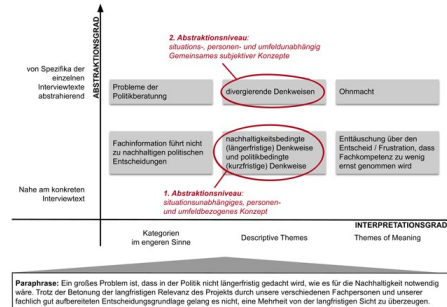 2. Abstraktionsniveau:
situations-, personen- und umfeldunabhängig
Gemeinsames subjektiver Konzepte
ABSTRAKTIONSGRAD
von Spezifika der
einzelnen
Interviewtexte
abstrahierend
Probleme der
Politikberatung
divergierende Denkweisen
Ohnmacht
Fachinformation führt nicht
zu nachhaltigen politischen
Entscheidungen
nachhaltigkeitsbedingte
(längerfristige) Denkweise
und politikbedingte
(kurzfristige) Denkweise
Enttäuschung über den
Entscheid / Frustration, dass
Fachkompetenz zu wenig
ernst genommen wird
Nahe am konkreten
Interviewtext
1. Abstraktionsniveau:
situationsunabhängiges, personen-
und umfeldbezogenes Konzept
INTERPRETATIONSGRAD
Kategorien
im engeren Sinne
Descriptive Themes
Themes of Meaning
Paraphrase: Ein großes Problem ist, dass in der Politik nicht längerfristig gedacht wird, wie es für die Nachhaltigkeit notwendig
wäre. Trotz der Betonung der langfristigen Relevanz des Projekts durch unsere verschiedenen Fachpersonen und unserer
fachlich gut aufbereiteten Entscheidungsgrundlage gelang es nicht, eine Mehrheit von der langfristigen Sicht zu überzeugen.